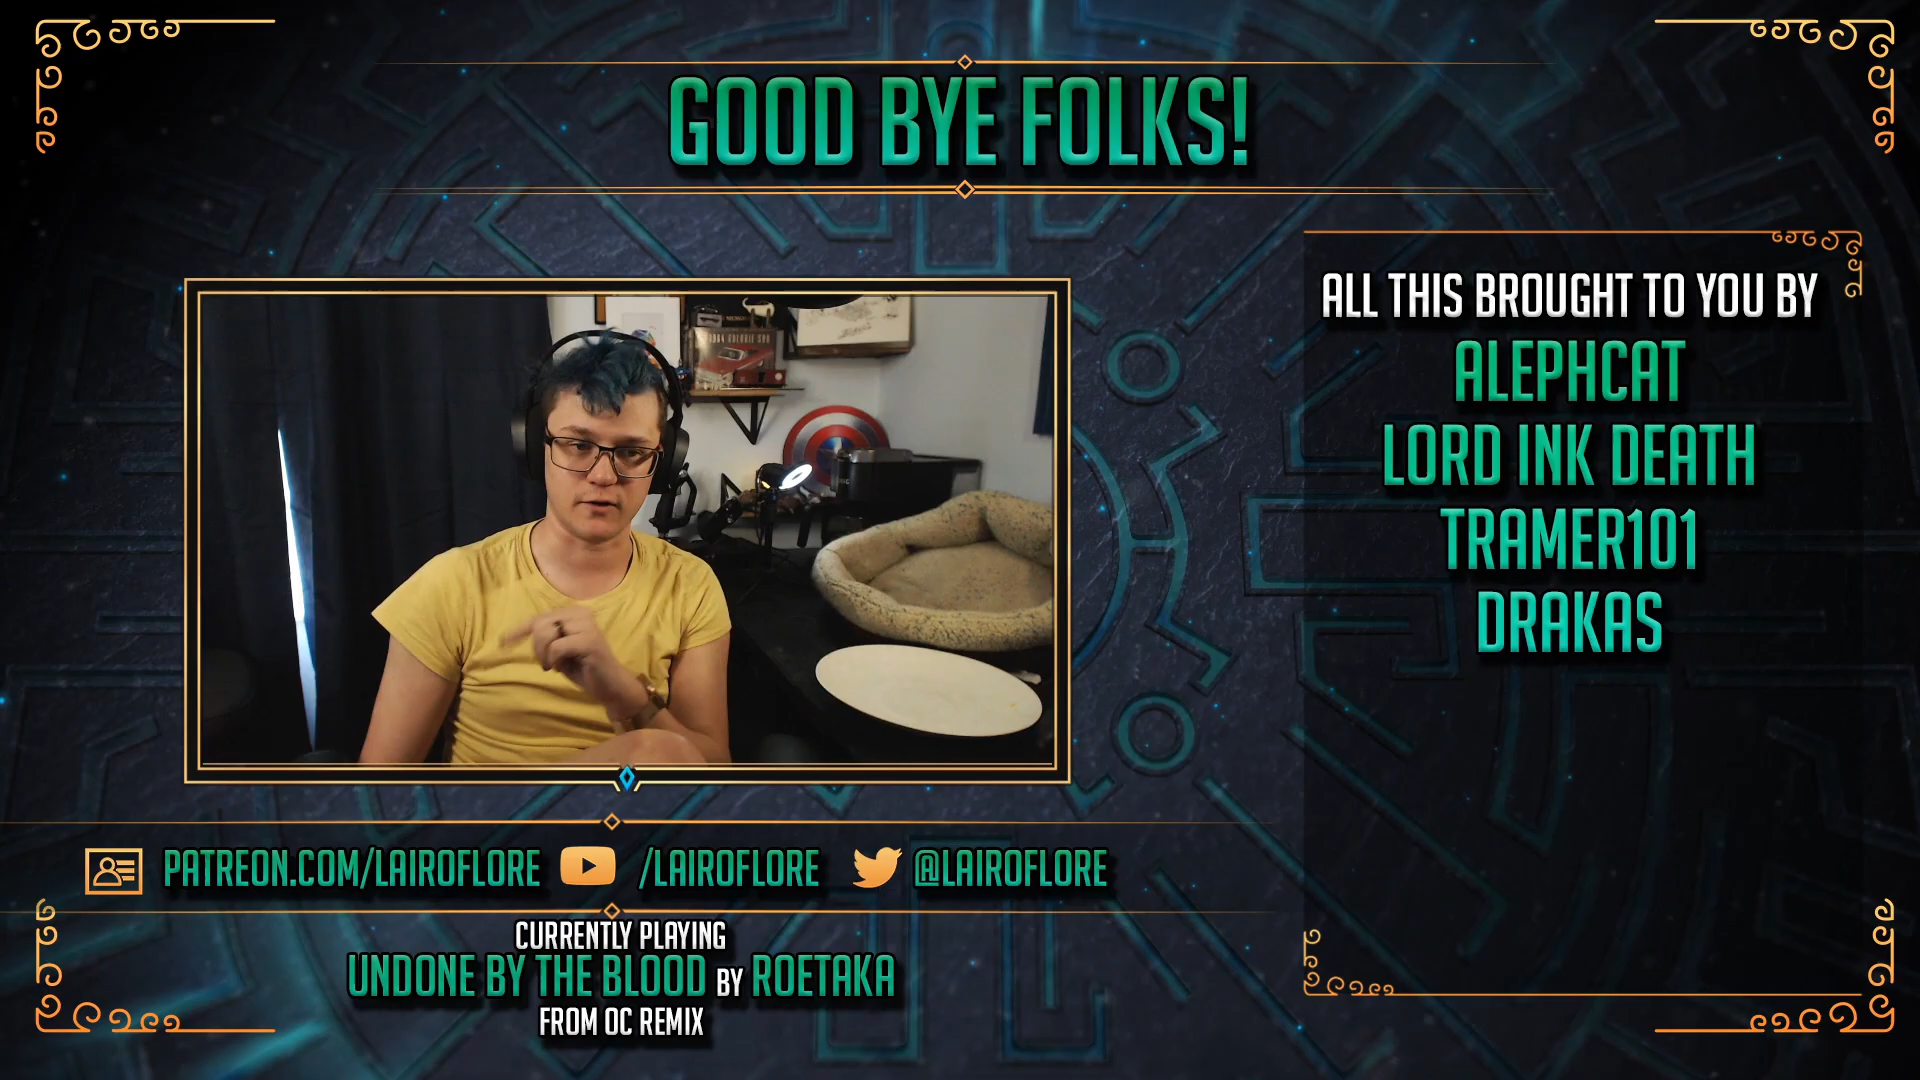 GOOD BYE FOLKS!
ALL THIS BROUGHT TO YOU BY
ALEPHCAT
LORD INK DEATH
TRAMER101
DRAKAS
PATREON.COM/LAIROFLORE /LAIROFLORE @LAIROFLORE
CURRENTLY PLAYING
UNDONE BY THE BLOOD BY ROETAKA
FROM OC REMIX